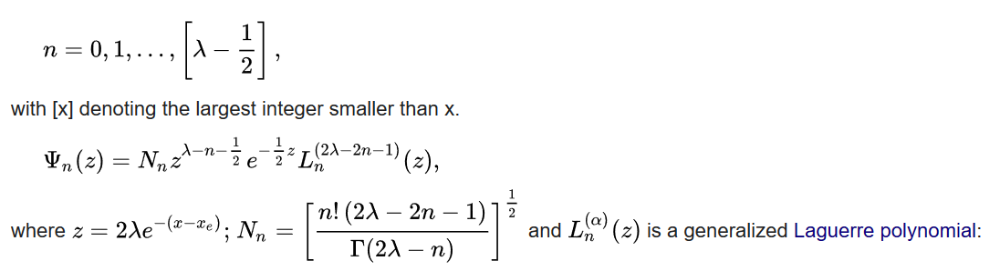 n = 0, 1, …, [λ − 1/2],
with [x] denoting the largest integer smaller than x.
Ψ_n(z) = N_n z^{λ−n−1/2} e^{−1/2 z} L_n^{(2λ−2n−1)}(z),
where z = 2λe^{−(x−x_e)}; N_n = [n! (2λ − 2n − 1) / Γ(2λ − n)]^{1/2} and L_n^{(α)}(z) is a generalized Laguerre polynomial: